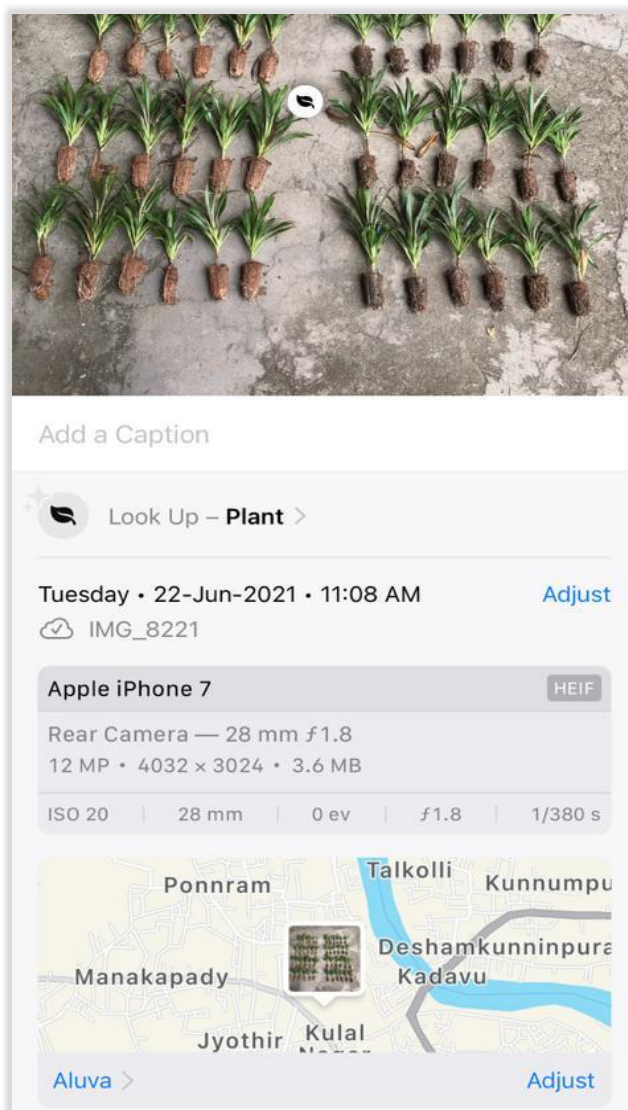 Add a Caption
Look Up – Plant >
Tuesday • 22-Jun-2021 • 11:08 AM
Adjust
IMG_8221
Apple iPhone 7
HEIF
Rear Camera — 28 mm ƒ1.8
12 MP • 4032 × 3024 • 3.6 MB
ISO 20 | 28 mm | 0 ev | ƒ1.8 | 1/380 s
Talkolli
Ponnram
Kunnumpu
Deshamkunninpura
Manakapady
Kadavu
Jyothir
Kulal
Aluva >
Adjust